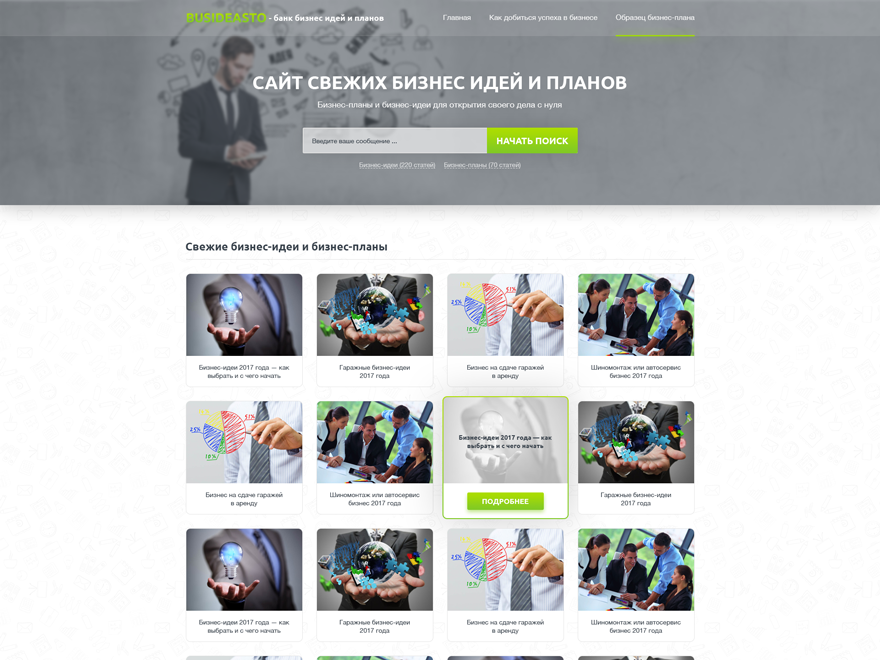 BUSIDEASTO - банк бизнес идей и планов
Главная
Как добиться успеха в бизнесе
Образец бизнес-плана
САЙТ СВЕЖИХ БИЗНЕС ИДЕЙ И ПЛАНОВ
Бизнес-планы и бизнес-идеи для открытия своего дела с нуля
Введите ваше сообщение ...
НАЧАТЬ ПОИСК
Бизнес-идеи (220 статей)
Бизнес-планы (70 статей)
Свежие бизнес-идеи и бизнес-планы
25%
51%
10%
Бизнес-идеи 2017 года — как
выбрать и с чего начать
Гаражные бизнес-идеи
2017 года
Бизнес на сдаче гаражей
в аренду
Шиномонтаж или автосервис
бизнес 2017 года
25%
51%
10%
Бизнес на сдаче гаражей
в аренду
Шиномонтаж или автосервис
бизнес 2017 года
Бизнес-идеи 2017 года — как
выбрать и с чего начать
ПОДРОБНЕЕ
Гаражные бизнес-идеи
2017 года
25%
51%
10%
Бизнес-идеи 2017 года — как
выбрать и с чего начать
Гаражные бизнес-идеи
2017 года
Бизнес на сдаче гаражей
в аренду
Шиномонтаж или автосервис
бизнес 2017 года